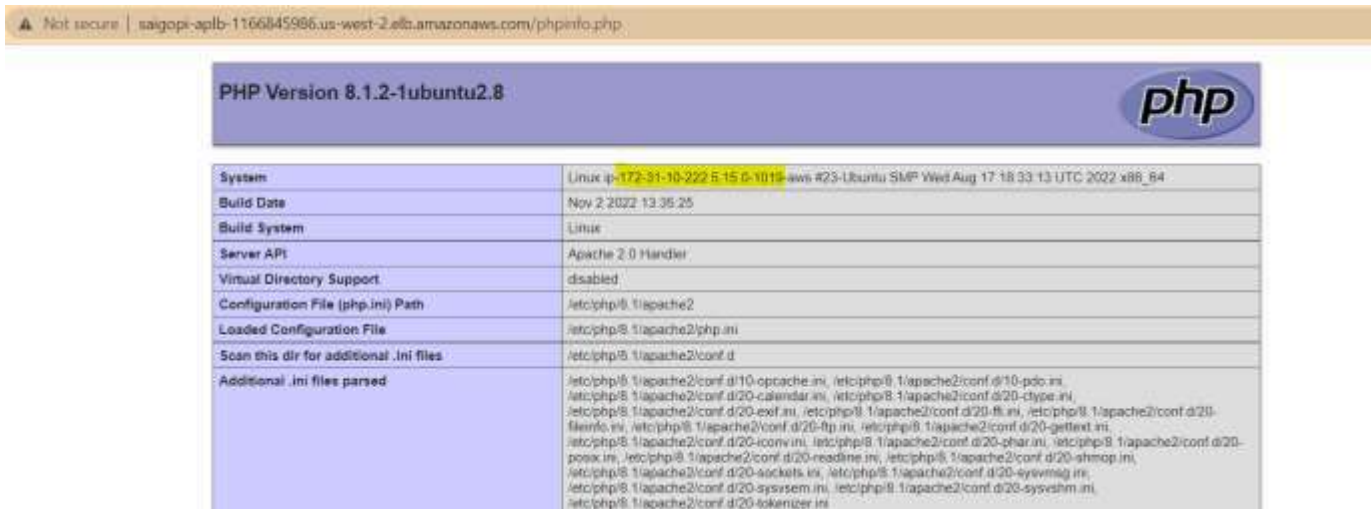 Not secure | saigopi-aplb-1166845986.us-west-2.elb.amazonaws.com/phpinfo.php
PHP Version 8.1.2-1ubuntu2.8
php
System Linux ip-172-31-10-222 5.15.0-1019-aws #23-Ubuntu SMP Wed Aug 17 18:33:13 UTC 2022 x86_64
Build Date Nov 2 2022 13:35:25
Build System Linux
Server API Apache 2.0 Handler
Virtual Directory Support disabled
Configuration File (php.ini) Path /etc/php/8.1/apache2
Loaded Configuration File /etc/php/8.1/apache2/php.ini
Scan this dir for additional .ini files /etc/php/8.1/apache2/conf.d
Additional .ini files parsed /etc/php/8.1/apache2/conf.d/10-opcache.ini, /etc/php/8.1/apache2/conf.d/10-pdo.ini,
/etc/php/8.1/apache2/conf.d/20-calendar.ini, /etc/php/8.1/apache2/conf.d/20-ctype.ini,
/etc/php/8.1/apache2/conf.d/20-exif.ini, /etc/php/8.1/apache2/conf.d/20-ffi.ini, /etc/php/8.1/apache2/conf.d/20-
fileinfo.ini, /etc/php/8.1/apache2/conf.d/20-ftp.ini, /etc/php/8.1/apache2/conf.d/20-gettext.ini,
/etc/php/8.1/apache2/conf.d/20-iconv.ini, /etc/php/8.1/apache2/conf.d/20-phar.ini, /etc/php/8.1/apache2/conf.d/20-
posix.ini, /etc/php/8.1/apache2/conf.d/20-readline.ini, /etc/php/8.1/apache2/conf.d/20-shmop.ini,
/etc/php/8.1/apache2/conf.d/20-sockets.ini, /etc/php/8.1/apache2/conf.d/20-sysvmsg.ini,
/etc/php/8.1/apache2/conf.d/20-sysvsem.ini, /etc/php/8.1/apache2/conf.d/20-sysvshm.ini,
/etc/php/8.1/apache2/conf.d/20-tokenizer.ini